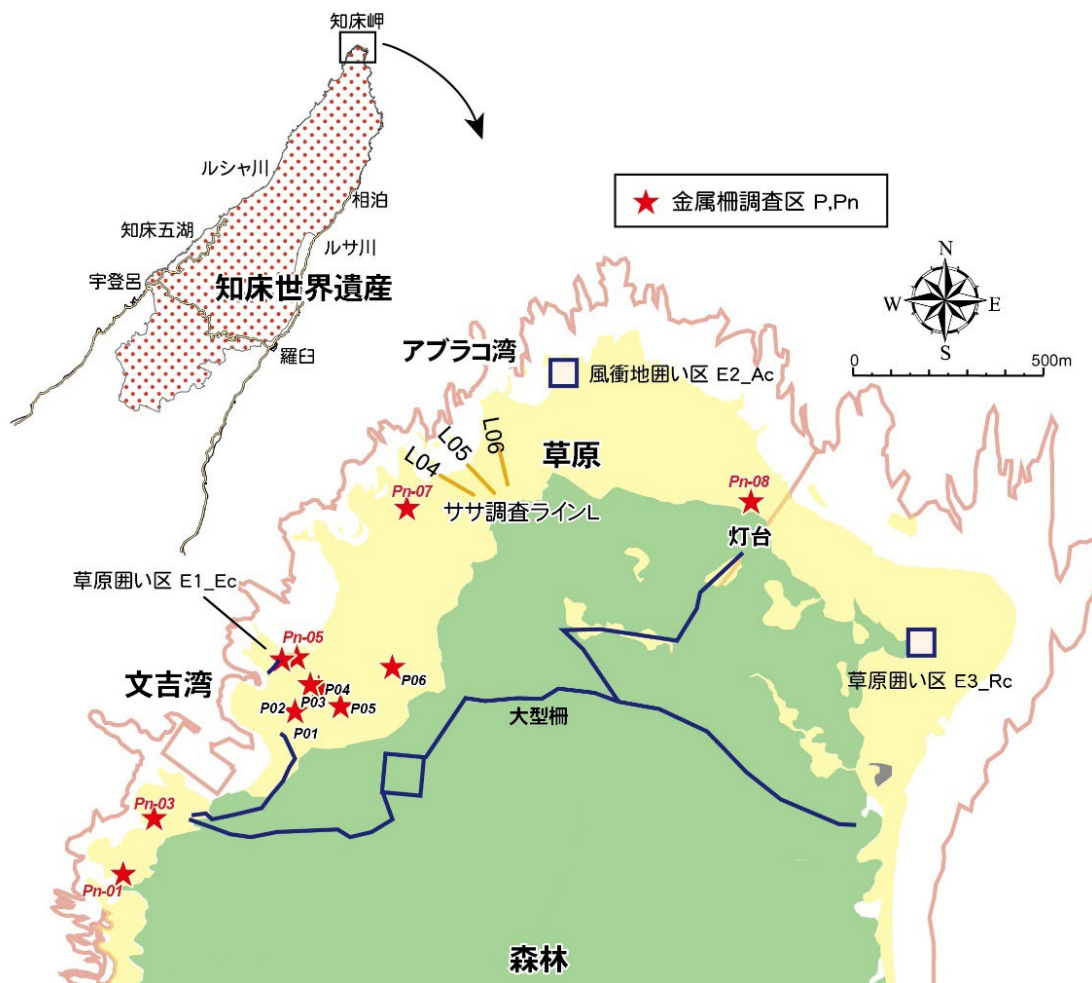 知床岬
ルシャ川
相泊
知床五湖
ルサ川
宇登呂
知床世界遺産
羅臼
金属柵調査区 P,Pn
N
W
E
S
0
500m
アブラコ湾
風衝地囲い区 E2_Ac
L04
L05
L06
草原
Pn-07
ササ調査ラインL
Pn-08
灯台
草原囲い区 E1_Ec
Pn-05
文吉湾
P06
P04
P02
P03
P05
P01
草原囲い区 E3_Rc
大型柵
Pn-03
Pn-01
森林